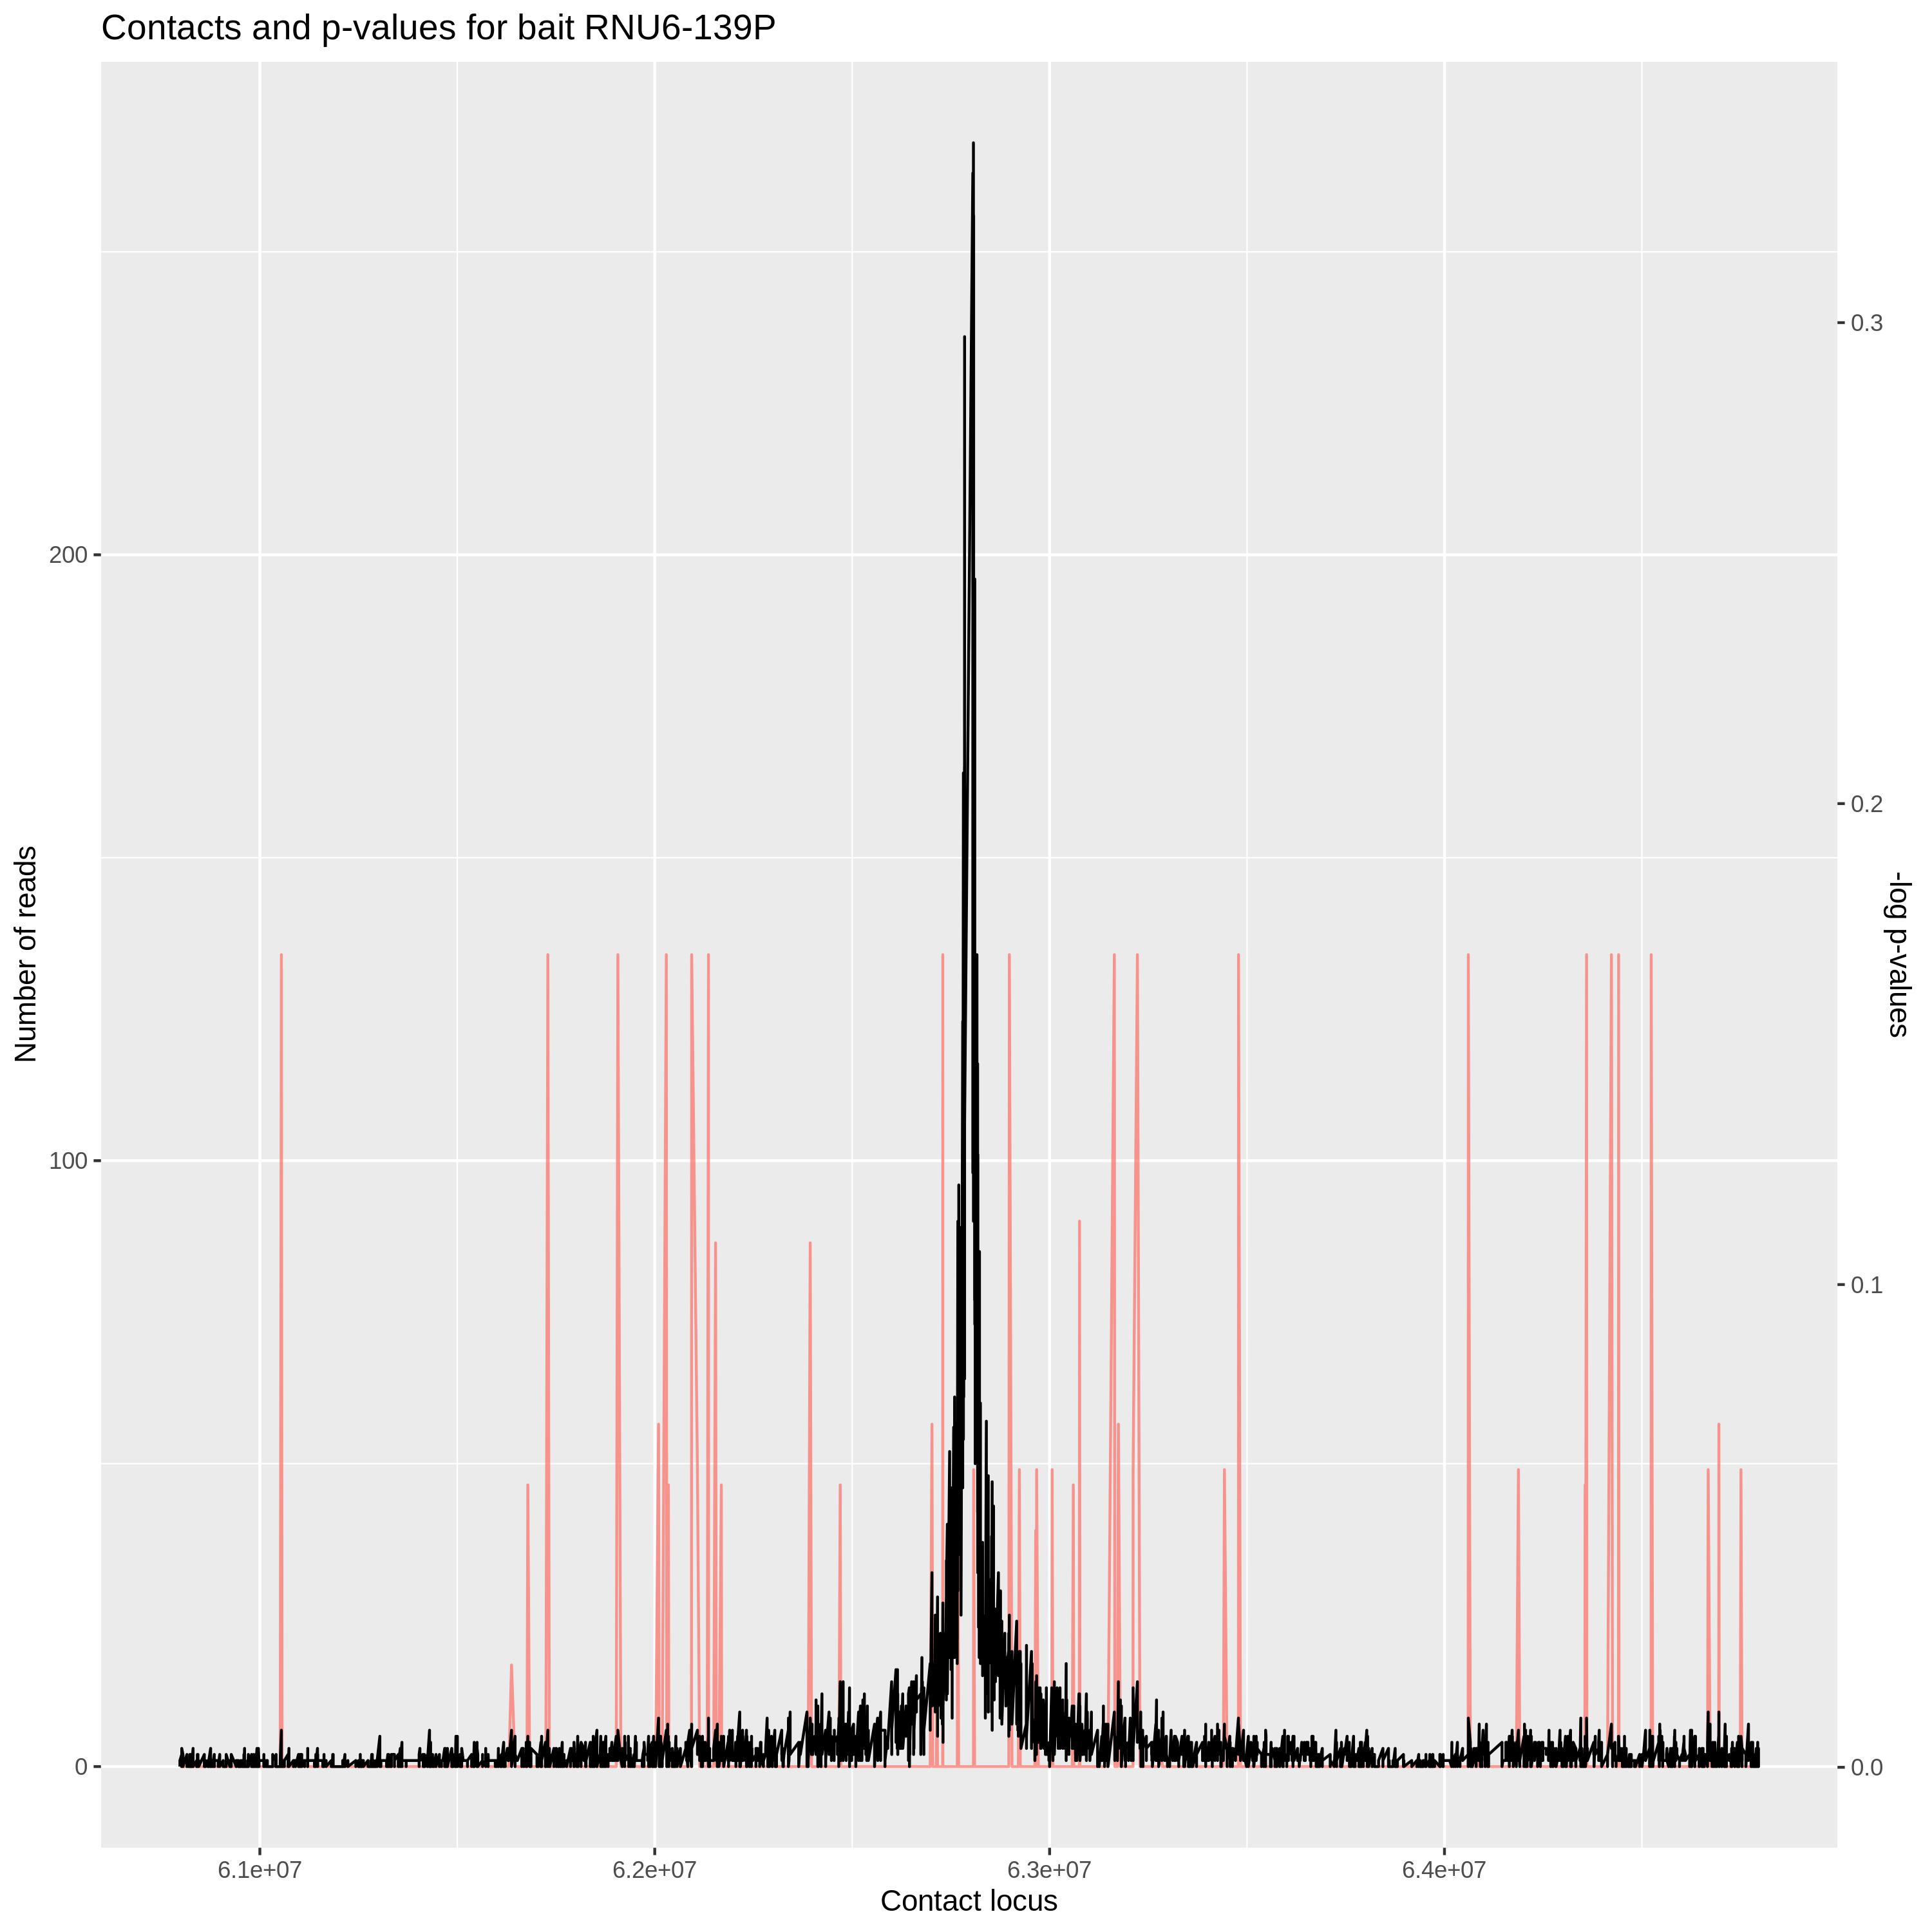 Contacts and p-values for bait RNU6-139P
Number of reads
200
100
0
0.3
0.2
0.1
0.0
-log p-values
6.1e+07
6.2e+07
6.3e+07
6.4e+07
Contact locus